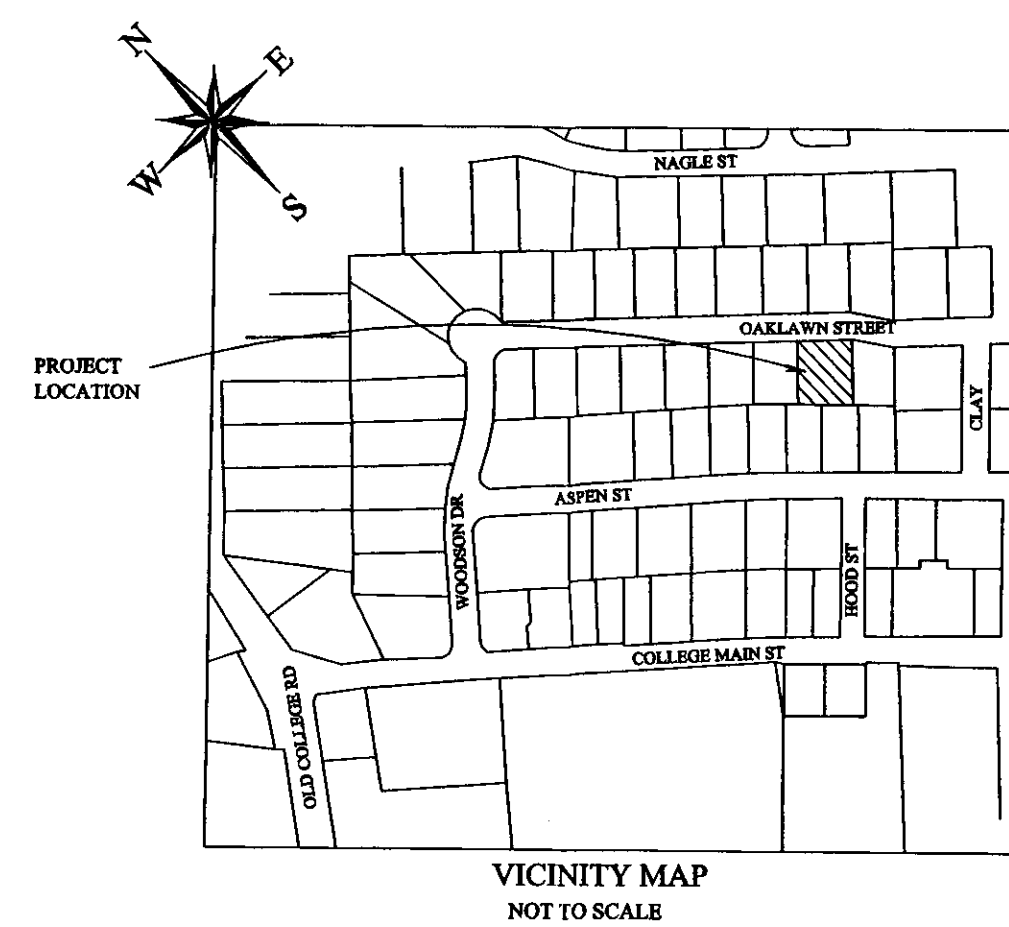 N
E
W
S
NAGLE ST
OAKLAWN STREET
PROJECT
LOCATION
CLAY
ASPEN ST
WOODSON DR
HOOD ST
COLLEGE MAIN ST
OLD COLLEGE RD
VICINITY MAP
NOT TO SCALE